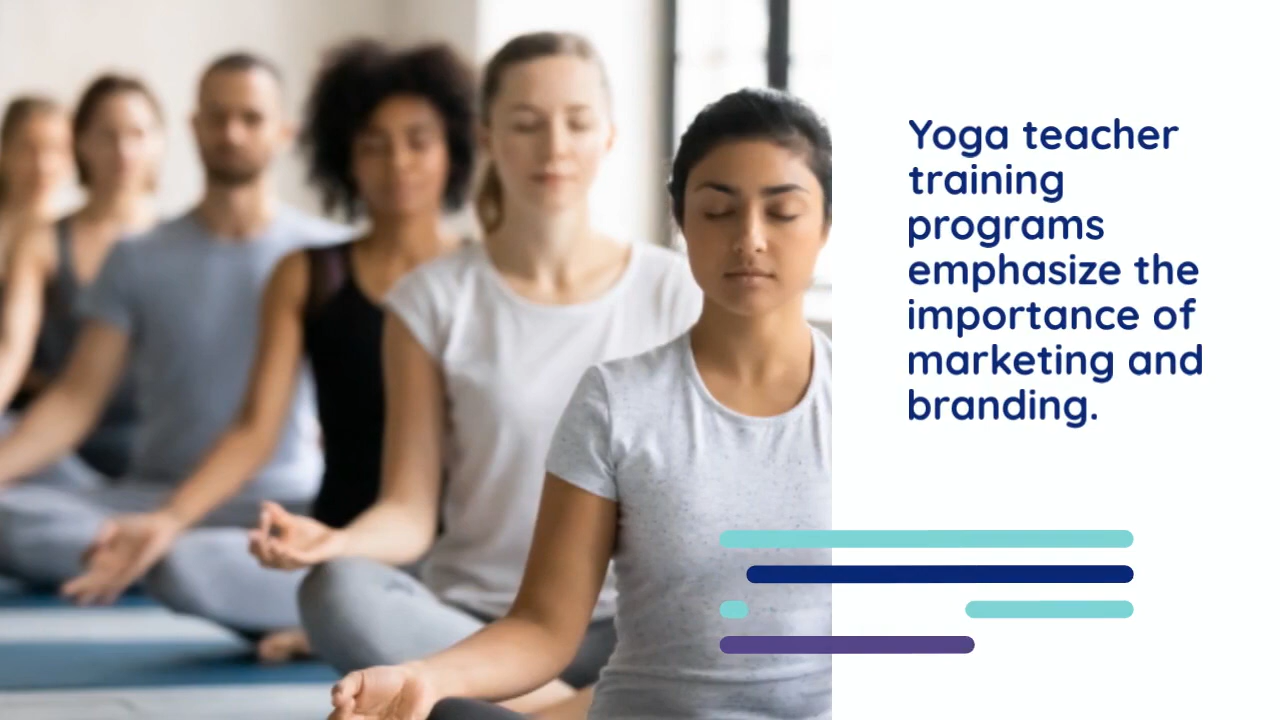 Yoga teacher
training
programs
emphasize the
importance of
marketing and
branding.